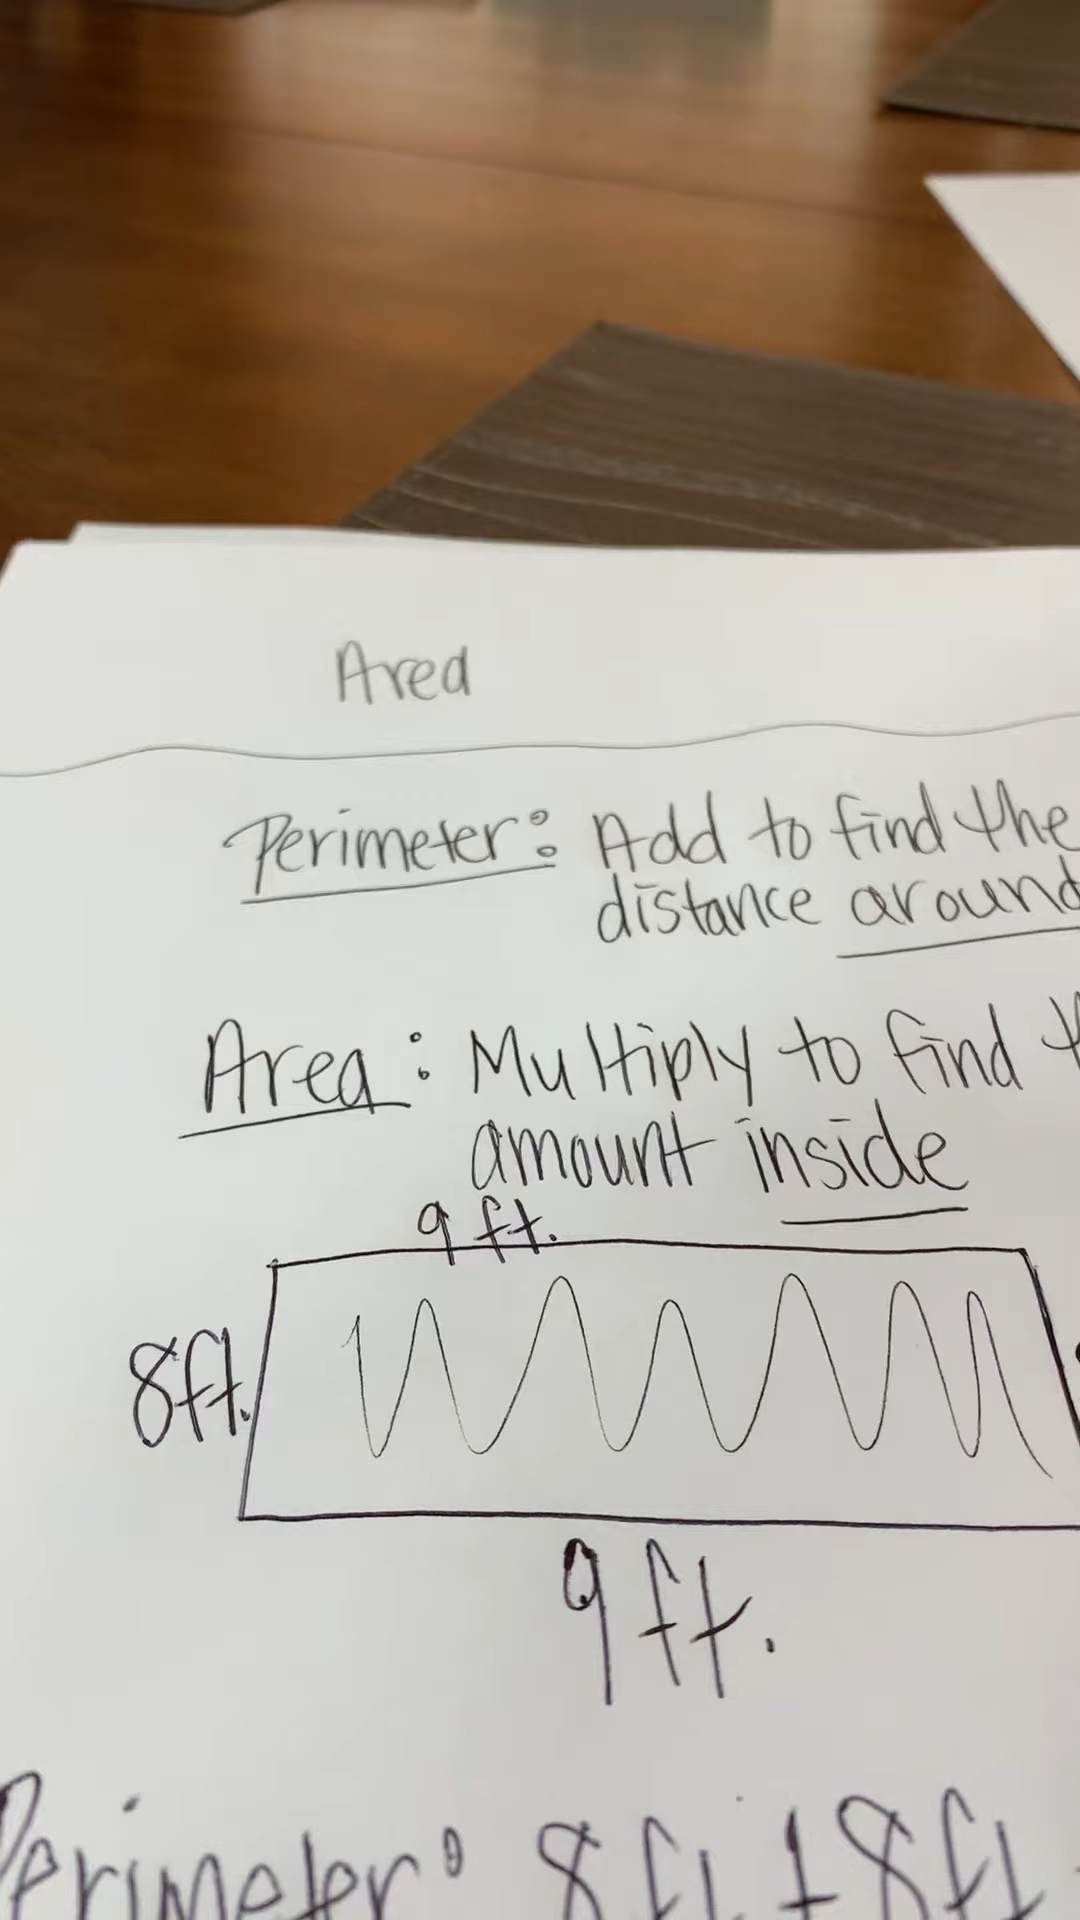 Area
Perimeter: Add to find the
distance around
Area: Multiply to find
amount inside
9 ft.
8ft.
9 ft.
Perimeter: 8ft + 8ft